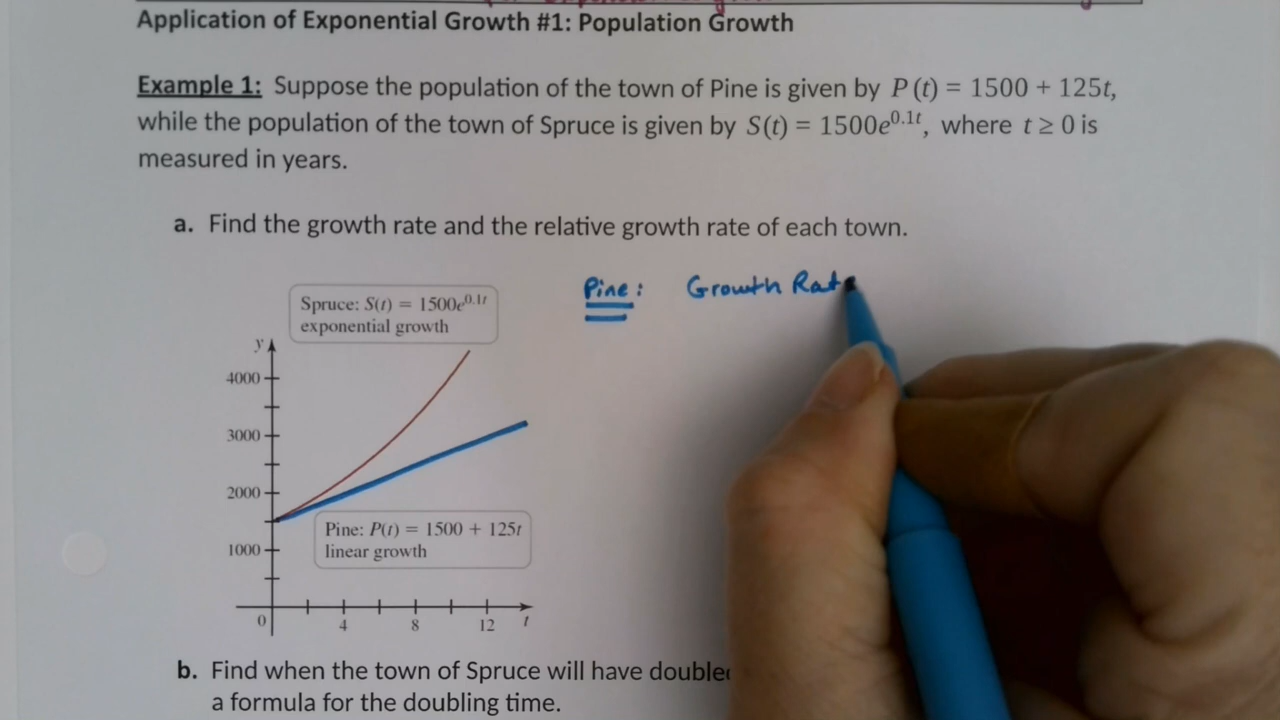 Application of Exponential Growth #1: Population Growth
Example 1: Suppose the population of the town of Pine is given by P(t) = 1500 + 125t,
while the population of the town of Spruce is given by S(t) = 1500e^0.1t, where t ≥ 0 is
measured in years.
a. Find the growth rate and the relative growth rate of each town.
Pine: Growth Rat
Spruce: S(t) = 1500e^0.1t
exponential growth
y
4000
3000
2000
Pine: P(t) = 1500 + 125t
linear growth
1000
0 4 8 12 t
b. Find when the town of Spruce will have double
a formula for the doubling time.